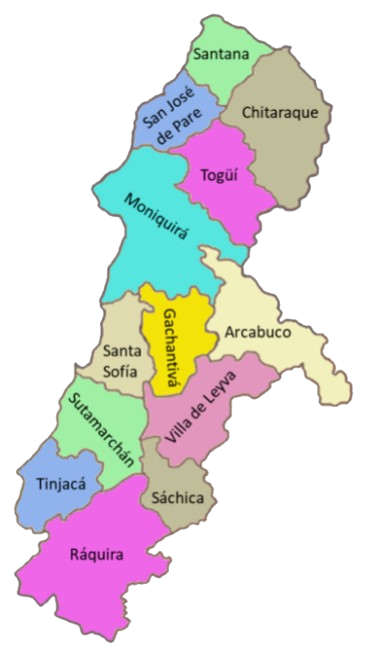 Santana
Chitaraque
San José
de Pare
Togüí
Moniquirá
Arcabuco
Gachantivá
Santa
Sofía
Villa de Leyva
Sutamarchán
Tinjacá
Sáchica
Ráquira